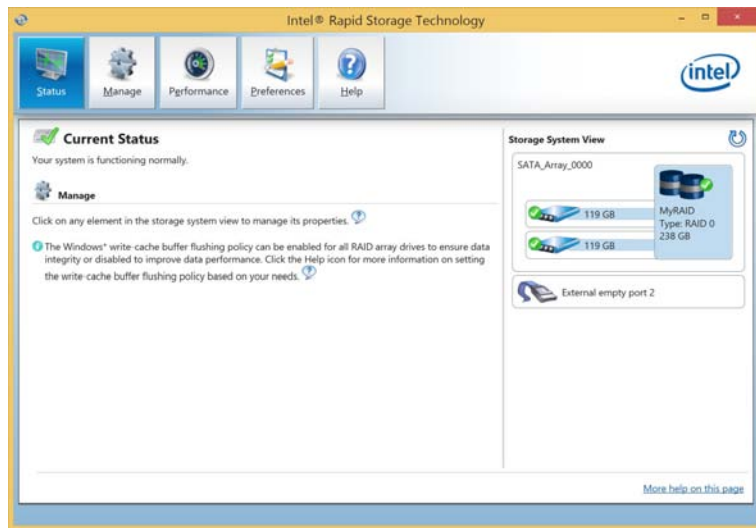 Intel® Rapid Storage Technology
Status
Manage
Performance
Preferences
Help
intel
Current Status
Your system is functioning normally.
Manage
Click on any element in the storage system view to manage its properties.
The Windows* write-cache buffer flushing policy can be enabled for all RAID array drives to ensure data
integrity or disabled to improve data performance. Click the Help icon for more information on setting
the write-cache buffer flushing policy based on your needs.
Storage System View
SATA_Array_0000
119 GB
119 GB
MyRAID
Type: RAID 0
238 GB
External empty port 2
More help on this page